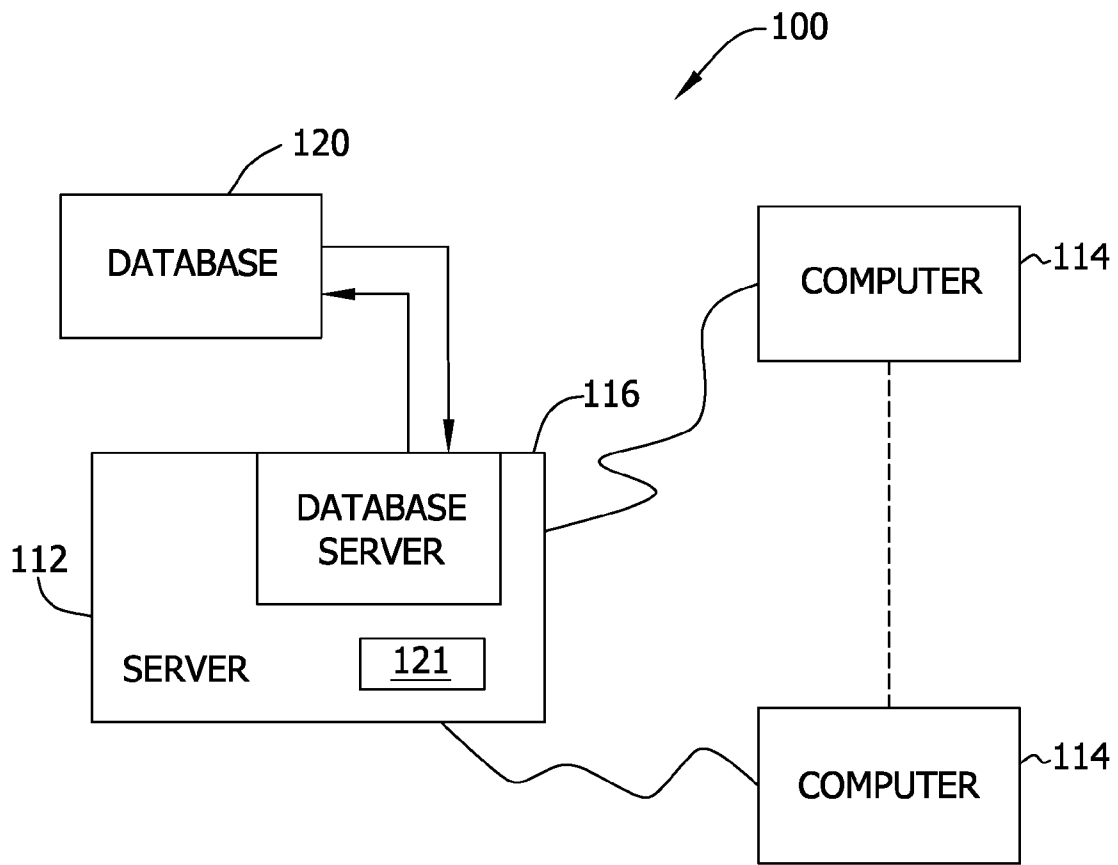 100
120
DATABASE
COMPUTER
114
116
DATABASE
SERVER
112
SERVER
121
COMPUTER
114